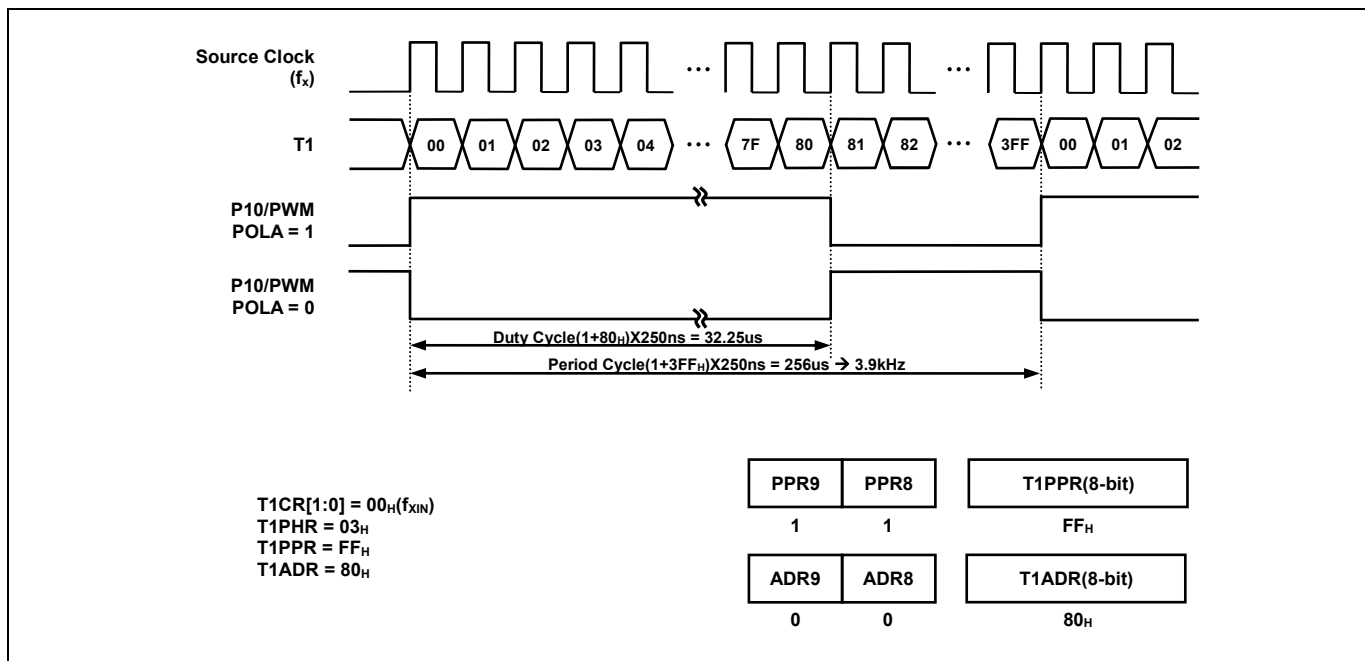 Source Clock
(fx)
T1
00 01 02 03 04 ••• 7F 80 81 82 ••• 3FF 00 01 02
P10/PWM
POLA = 1
P10/PWM
POLA = 0
Duty Cycle(1+80H)X250ns = 32.25us
Period Cycle(1+3FFH)X250ns = 256us → 3.9kHz
T1CR[1:0] = 00H(fXIN)
T1PHR = 03H
T1PPR = FFH
T1ADR = 80H
PPR9 PPR8 T1PPR(8-bit)
1 1 FFH
ADR9 ADR8 T1ADR(8-bit)
0 0 80H